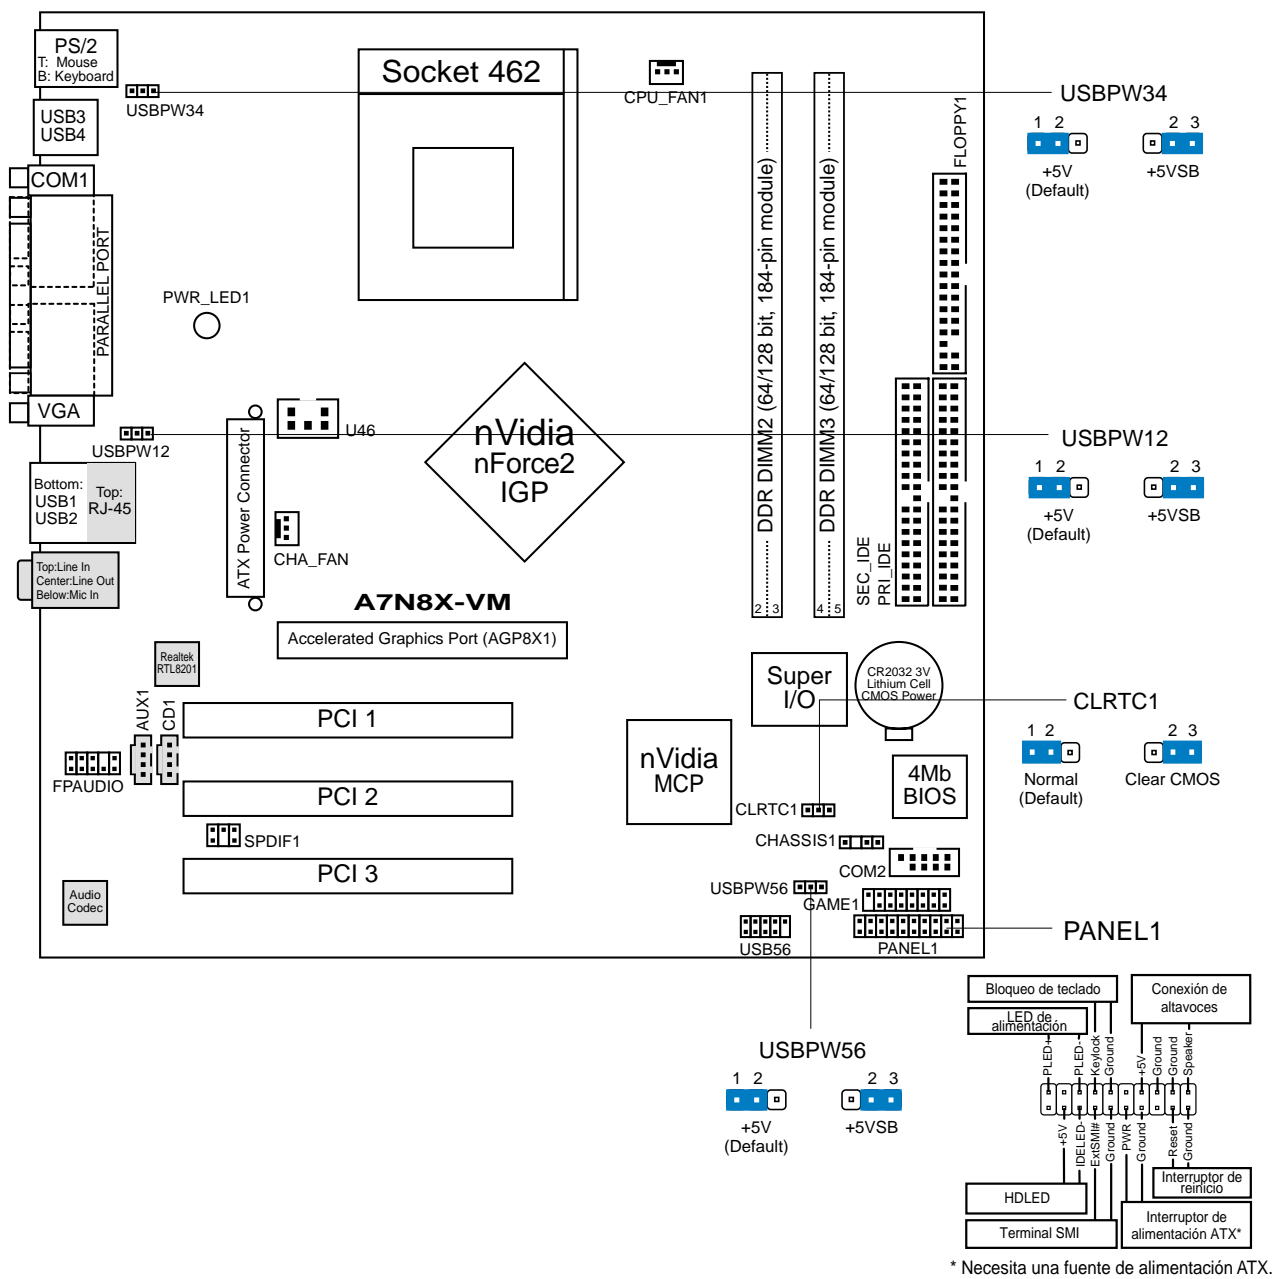 PS/2
T: Mouse
B: Keyboard
USBPW34
USB3
USB4
COM1
PARALLEL PORT
VGA
PWR_LED1
Socket 462
CPU_FAN1
FLOPPY1
USBPW34
1 2
2 3
+5V
(Default)
+5VSB
U46
USBPW12
Bottom:
USB1
USB2
Top:
RJ-45
Top:Line In
Center:Line Out
Below:Mic In
ATX Power Connector
CHA_FAN
nVidia
nForce2
IGP
DDR DIMM2 (64/128 bit, 184-pin module)
2 3
DDR DIMM3 (64/128 bit, 184-pin module)
4 5
SEC_IDE
PRI_IDE
USBPW12
1 2
2 3
+5V
(Default)
+5VSB
A7N8X-VM
Accelerated Graphics Port (AGP8X1)
Realtek
RTL8201
AUX1
CD1
FPAUDIO
PCI 1
PCI 2
SPDIF1
PCI 3
Audio
Codec
Super
I/O
CR2032 3V
Lithium Cell
CMOS Power
nVidia
MCP
4Mb
BIOS
CLRTC1
CHASSIS1
COM2
USBPW56
GAME1
USB56
PANEL1
CLRTC1
1 2
2 3
Normal
(Default)
Clear CMOS
PANEL1
USBPW56
1 2
2 3
+5V
(Default)
+5VSB
Bloqueo de teclado
LED de
alimentación
Conexión de
altavoces
PLED+
PLED-
Keylock
Ground
+5V
Ground
Ground
Speaker
+5V
IDELED-
ExtSMI#
Ground
PWR
Ground
Reset
Ground
HDLED
Terminal SMI
Interruptor de
reinicio
Interruptor de
alimentación ATX*
* Necesita una fuente de alimentación ATX.